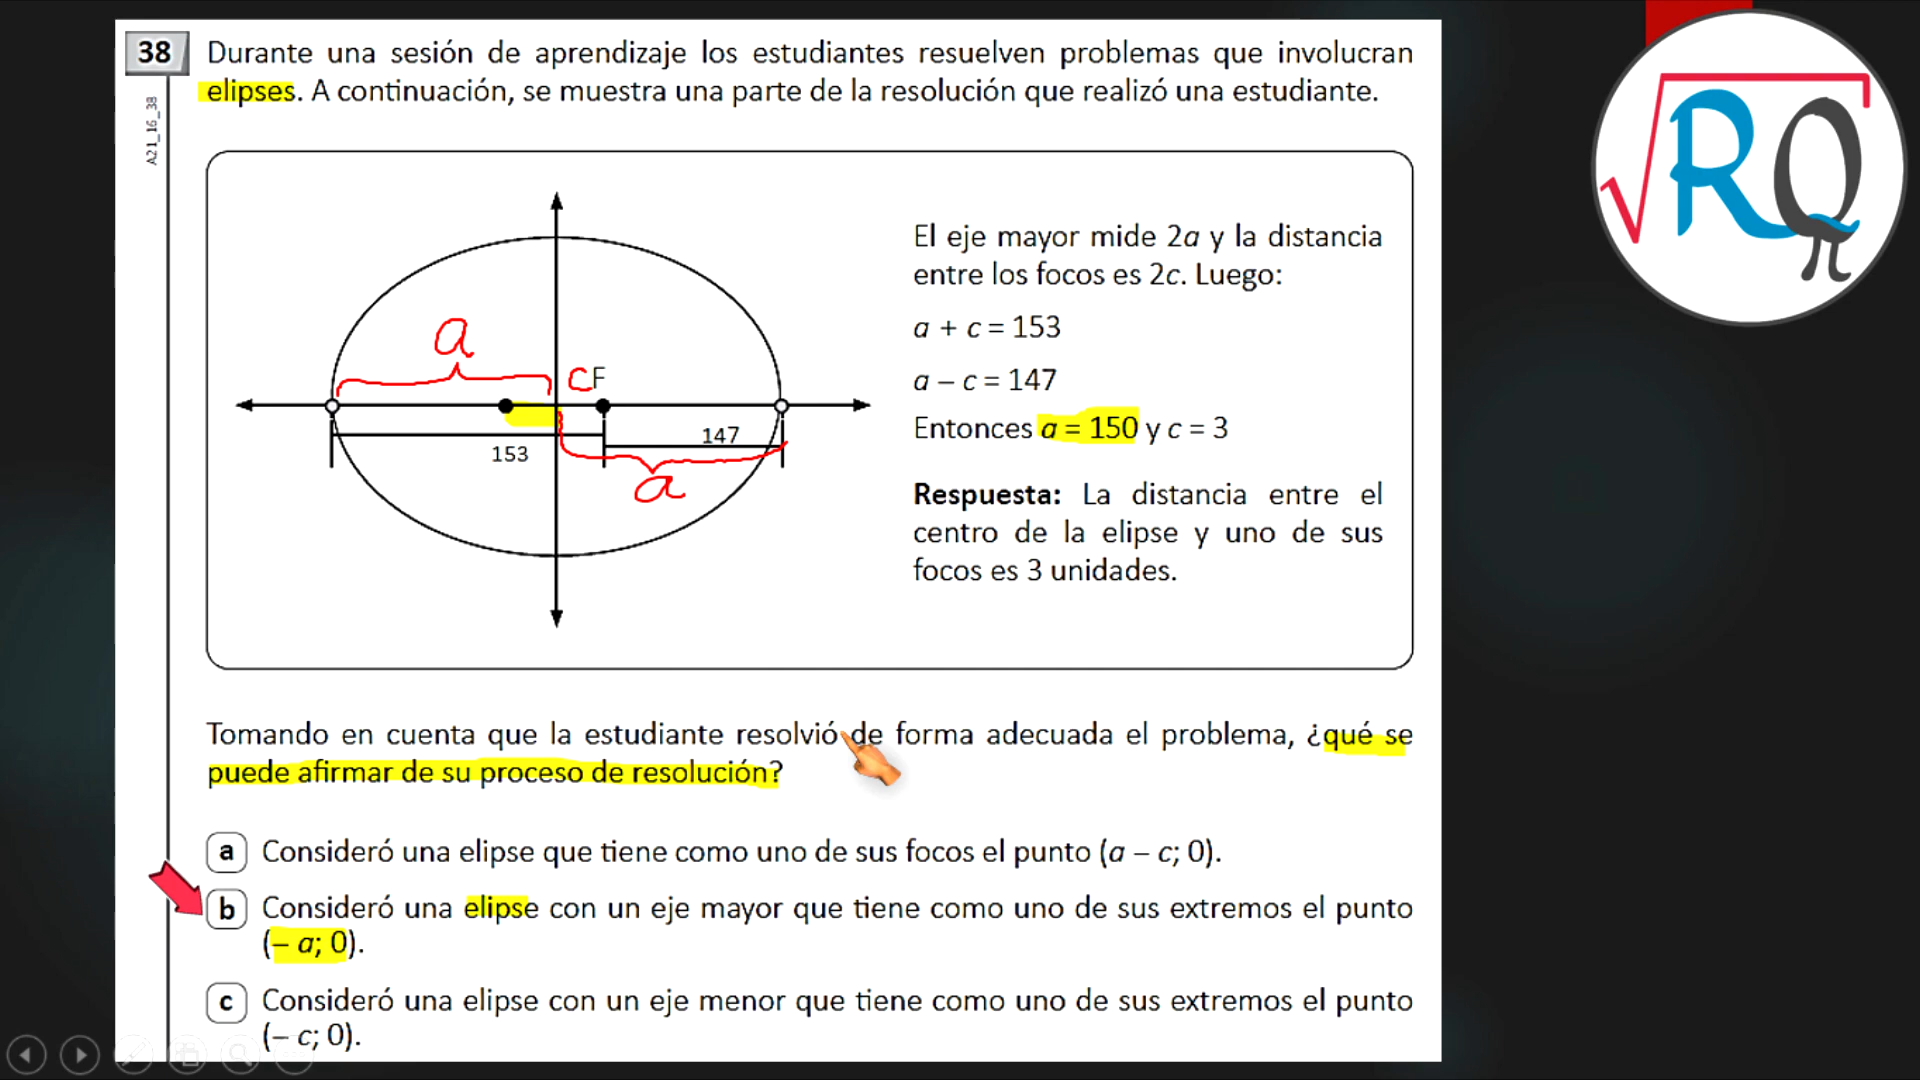 38 Durante una sesión de aprendizaje los estudiantes resuelven problemas que involucran
elipses. A continuación, se muestra una parte de la resolución que realizó una estudiante.
A21_16_38
El eje mayor mide 2a y la distancia
entre los focos es 2c. Luego:
a + c = 153
a – c = 147
Entonces a = 150 y c = 3
Respuesta: La distancia entre el
centro de la elipse y uno de sus
focos es 3 unidades.
a
c F
147
153
a
Tomando en cuenta que la estudiante resolvió de forma adecuada el problema, ¿qué se
puede afirmar de su proceso de resolución?
a Consideró una elipse que tiene como uno de sus focos el punto (a – c; 0).
b Consideró una elipse con un eje mayor que tiene como uno de sus extremos el punto
(– a; 0).
c Consideró una elipse con un eje menor que tiene como uno de sus extremos el punto
(– c; 0).
√RQ
π